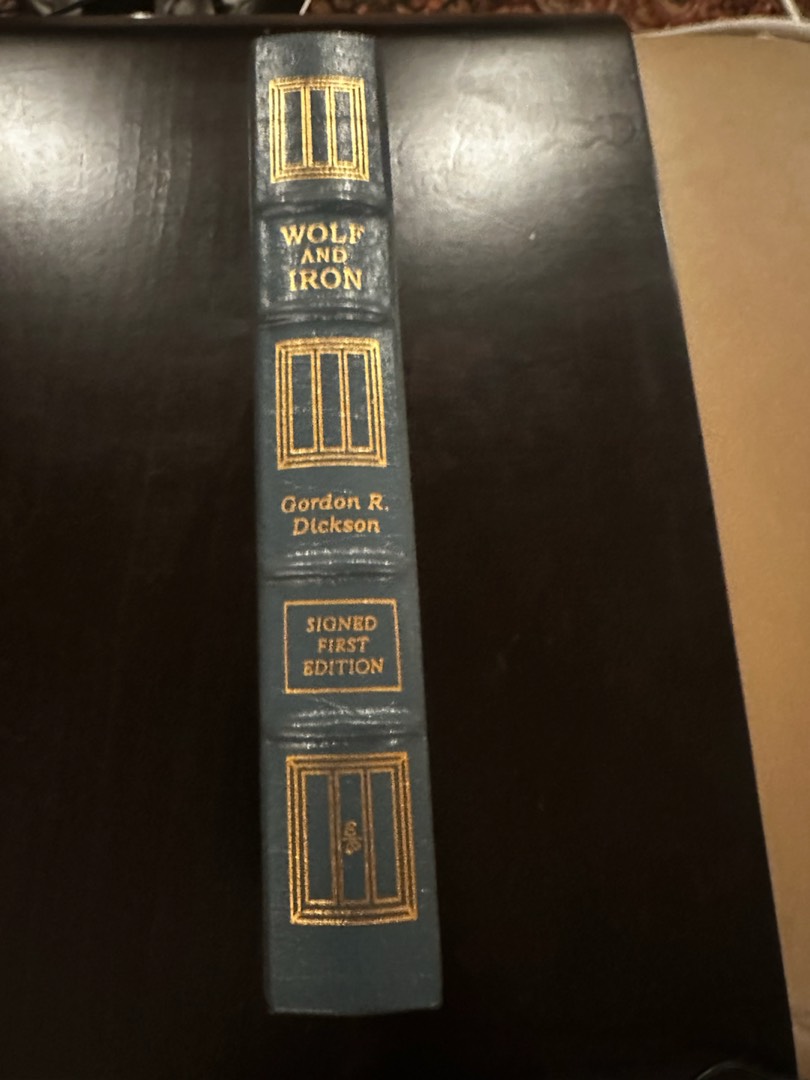 WOLF
AND
IRON
Gordon R.
Dickson
SIGNED
FIRST
EDITION